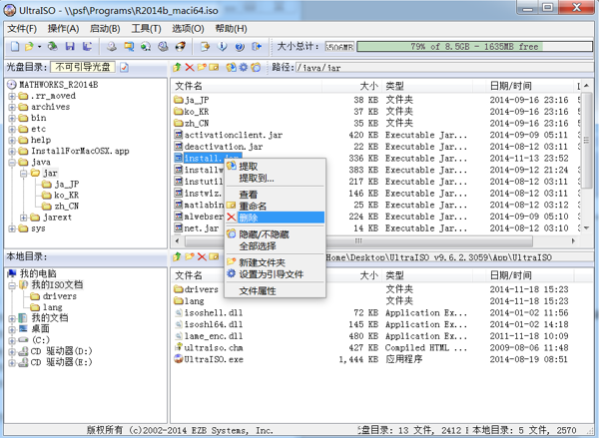 UltraISO - \\psf\Programs\R2014b_maci64.iso
文件(F) 操作(A) 启动(B) 工具(T) 选项(O) 帮助(H)
大小总计: 6506MB 79% of 8.5GB - 1635MB free
光盘目录: 不可引导光盘 路径: /java/jar
MATHWORKS_R2014B
.rr_moved
archives
bin
etc
help
InstallForMacOSX.app
java
jar
ja_JP
ko_KR
zh_CN
jarext
sys
文件名 大小 类型 日期/时间
ja_JP 38 KB 文件夹 2014-09-16 23:16
ko_KR 37 KB 文件夹 2014-09-16 23:16
zh_CN 35 KB 文件夹 2014-09-16 23:16
activationclient.jar 420 KB Executable Jar... 2014-09-09 05:11
deactivation.jar 22 KB Executable Jar... 2014-09-12 03:11
install.jar 336 KB Executable Jar... 2014-11-13 23:52
installw 383 KB Executable Jar... 2014-09-12 21:24
instutil 217 KB Executable Jar... 2014-09-12 03:11
instwiz. 146 KB Executable Jar... 2014-09-12 03:11
matlabin 25 KB Executable Jar... 2014-09-12 03:12
mlwebser 224 KB Executable Jar... 2014-09-09 05:10
net.jar 14 KB Executable Jar... 2014-09-12 03:11
提取
提取到...
查看
重命名
删除
隐藏/不隐藏
全部选择
新建文件夹
设置为引导文件
文件属性
本地目录: Home\Desktop\UltraISO v9.6.2.3059\App\UltraISO
我的电脑
我的ISO文档
drivers
lang
我的文档
桌面
(C:)
CD 驱动器(D:)
CD 驱动器(E:)
文件名 大小 类型 日期/时间
drivers 文件夹 2014-11-18 15:23
lang 文件夹 2014-11-18 15:23
isoshell.dll 72 KB Application Ex... 2014-01-02 11:56
isoshl64.dll 145 KB Application Ex... 2014-01-02 14:18
lame_enc.dll 480 KB Application Ex... 2011-11-18 10:09
ultraiso.chm 427 KB Compiled HTML ... 2009-08-06 11:48
UltraISO.exe 1,444 KB 应用程序 2014-08-19 08:51
版权所有 (c)2002-2014 EZB Systems, Inc. 光盘目录: 13 文件, 2412 本地目录: 5 文件, 2570